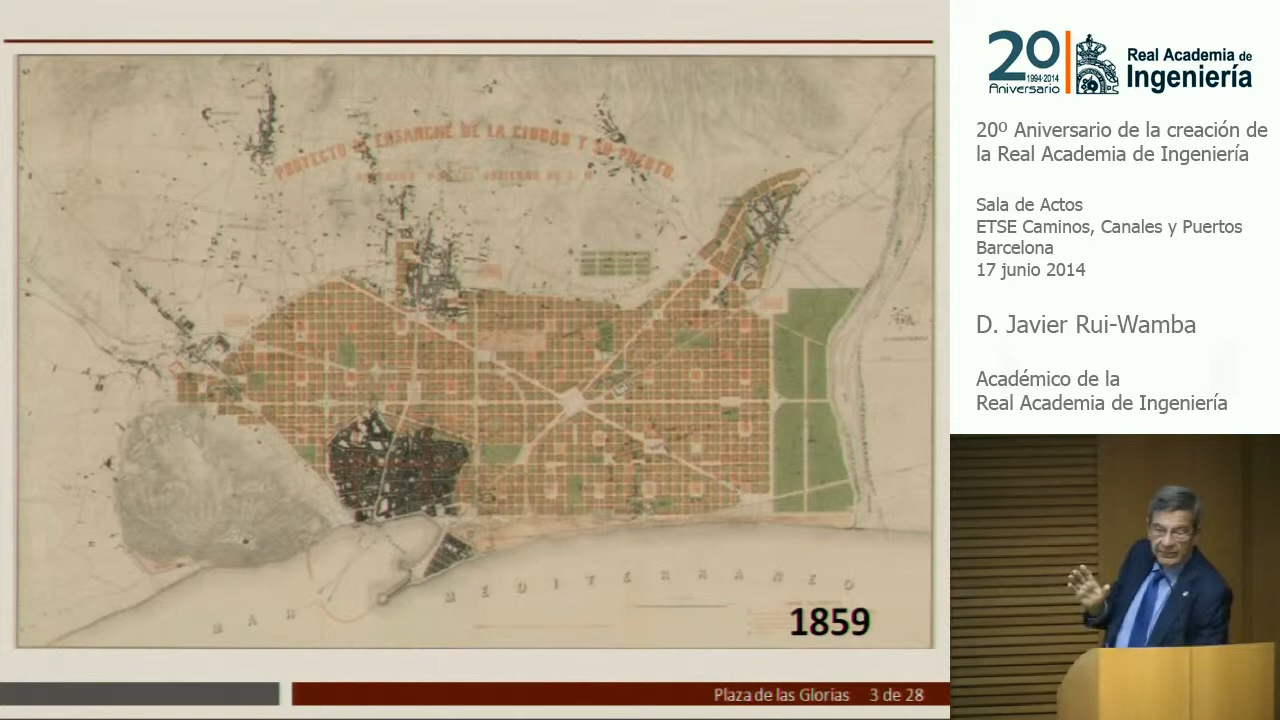 PROYECTO DE ENSANCHE DE LA CIUDAD Y SU PUERTO.
MAR MEDITERRANEO
1859
Plaza de las Glorias 3 de 28
20
1994-2014
Aniversario
Real Academia de
Ingeniería
20º Aniversario de la creación de
la Real Academia de Ingeniería
Sala de Actos
ETSE Caminos, Canales y Puertos
Barcelona
17 junio 2014
D. Javier Rui-Wamba
Académico de la
Real Academia de Ingeniería